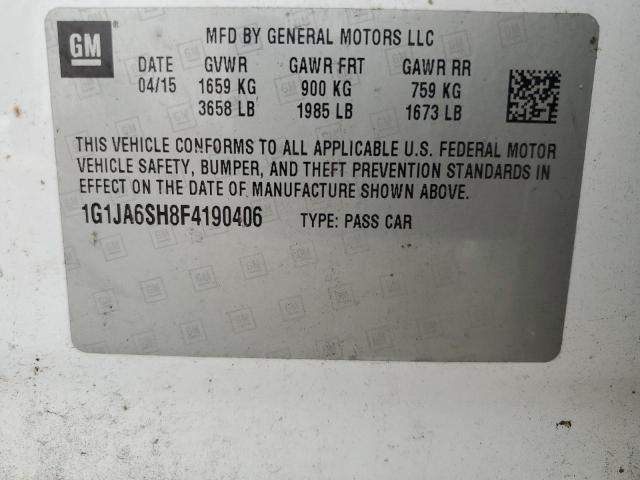 GM
MFD BY GENERAL MOTORS LLC
DATE GVWR GAWR FRT GAWR RR
04/15 1659 KG 900 KG 759 KG
3658 LB 1985 LB 1673 LB
THIS VEHICLE CONFORMS TO ALL APPLICABLE U.S. FEDERAL MOTOR
VEHICLE SAFETY, BUMPER, AND THEFT PREVENTION STANDARDS IN
EFFECT ON THE DATE OF MANUFACTURE SHOWN ABOVE.
1G1JA6SH8F4190406 TYPE: PASS CAR